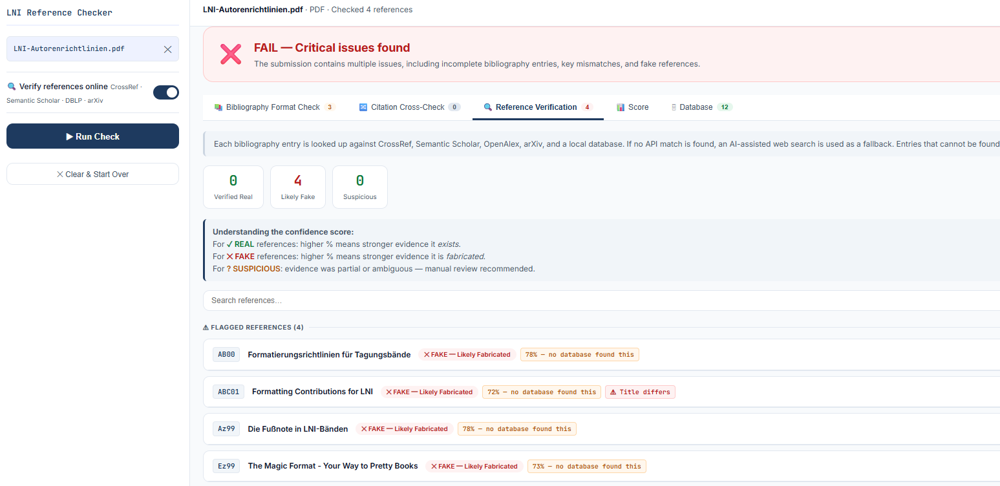 LNI Reference Checker
LNI-Autorenrichtlinien.pdf
Verify references online CrossRef ·
Semantic Scholar · DBLP · arXiv
▶ Run Check
✕ Clear & Start Over
LNI-Autorenrichtlinien.pdf · PDF · Checked 4 references
FAIL — Critical issues found
The submission contains multiple issues, including incomplete bibliography entries, key mismatches, and fake references.
Bibliography Format Check 3 Citation Cross-Check 0 Reference Verification 4 Score Database 12
Each bibliography entry is looked up against CrossRef, Semantic Scholar, OpenAlex, arXiv, and a local database. If no API match is found, an AI-assisted web search is used as a fallback. Entries that cannot be found
0 4 0
Verified Real Likely Fake Suspicious
Understanding the confidence score:
For ✓ REAL references: higher % means stronger evidence it exists.
For ✕ FAKE references: higher % means stronger evidence it is fabricated.
For ? SUSPICIOUS: evidence was partial or ambiguous — manual review recommended.
Search references...
⚠ FLAGGED REFERENCES (4)
AB00 Formatierungsrichtlinien für Tagungsbände ✕ FAKE — Likely Fabricated 78% — no database found this
ABC01 Formatting Contributions for LNI ✕ FAKE — Likely Fabricated 72% — no database found this ⚠ Title differs
Az99 Die Fußnote in LNI-Bänden ✕ FAKE — Likely Fabricated 78% — no database found this
Ez99 The Magic Format - Your Way to Pretty Books ✕ FAKE — Likely Fabricated 73% — no database found this